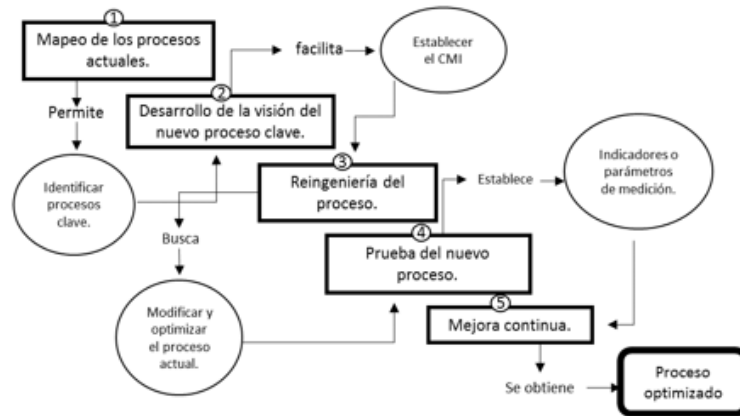 1
Mapeo de los procesos
actuales.
Permite
Identificar
procesos
clave.
2
Desarrollo de la visión del
nuevo proceso clave.
facilita
Establecer
el CMI
3
Reingeniería del
proceso.
Busca
Modificar y
optimizar
el proceso
actual.
4
Prueba del nuevo
proceso.
Establece
Indicadores o
parámetros
de medición.
5
Mejora continua.
Se obtiene
Proceso
optimizado